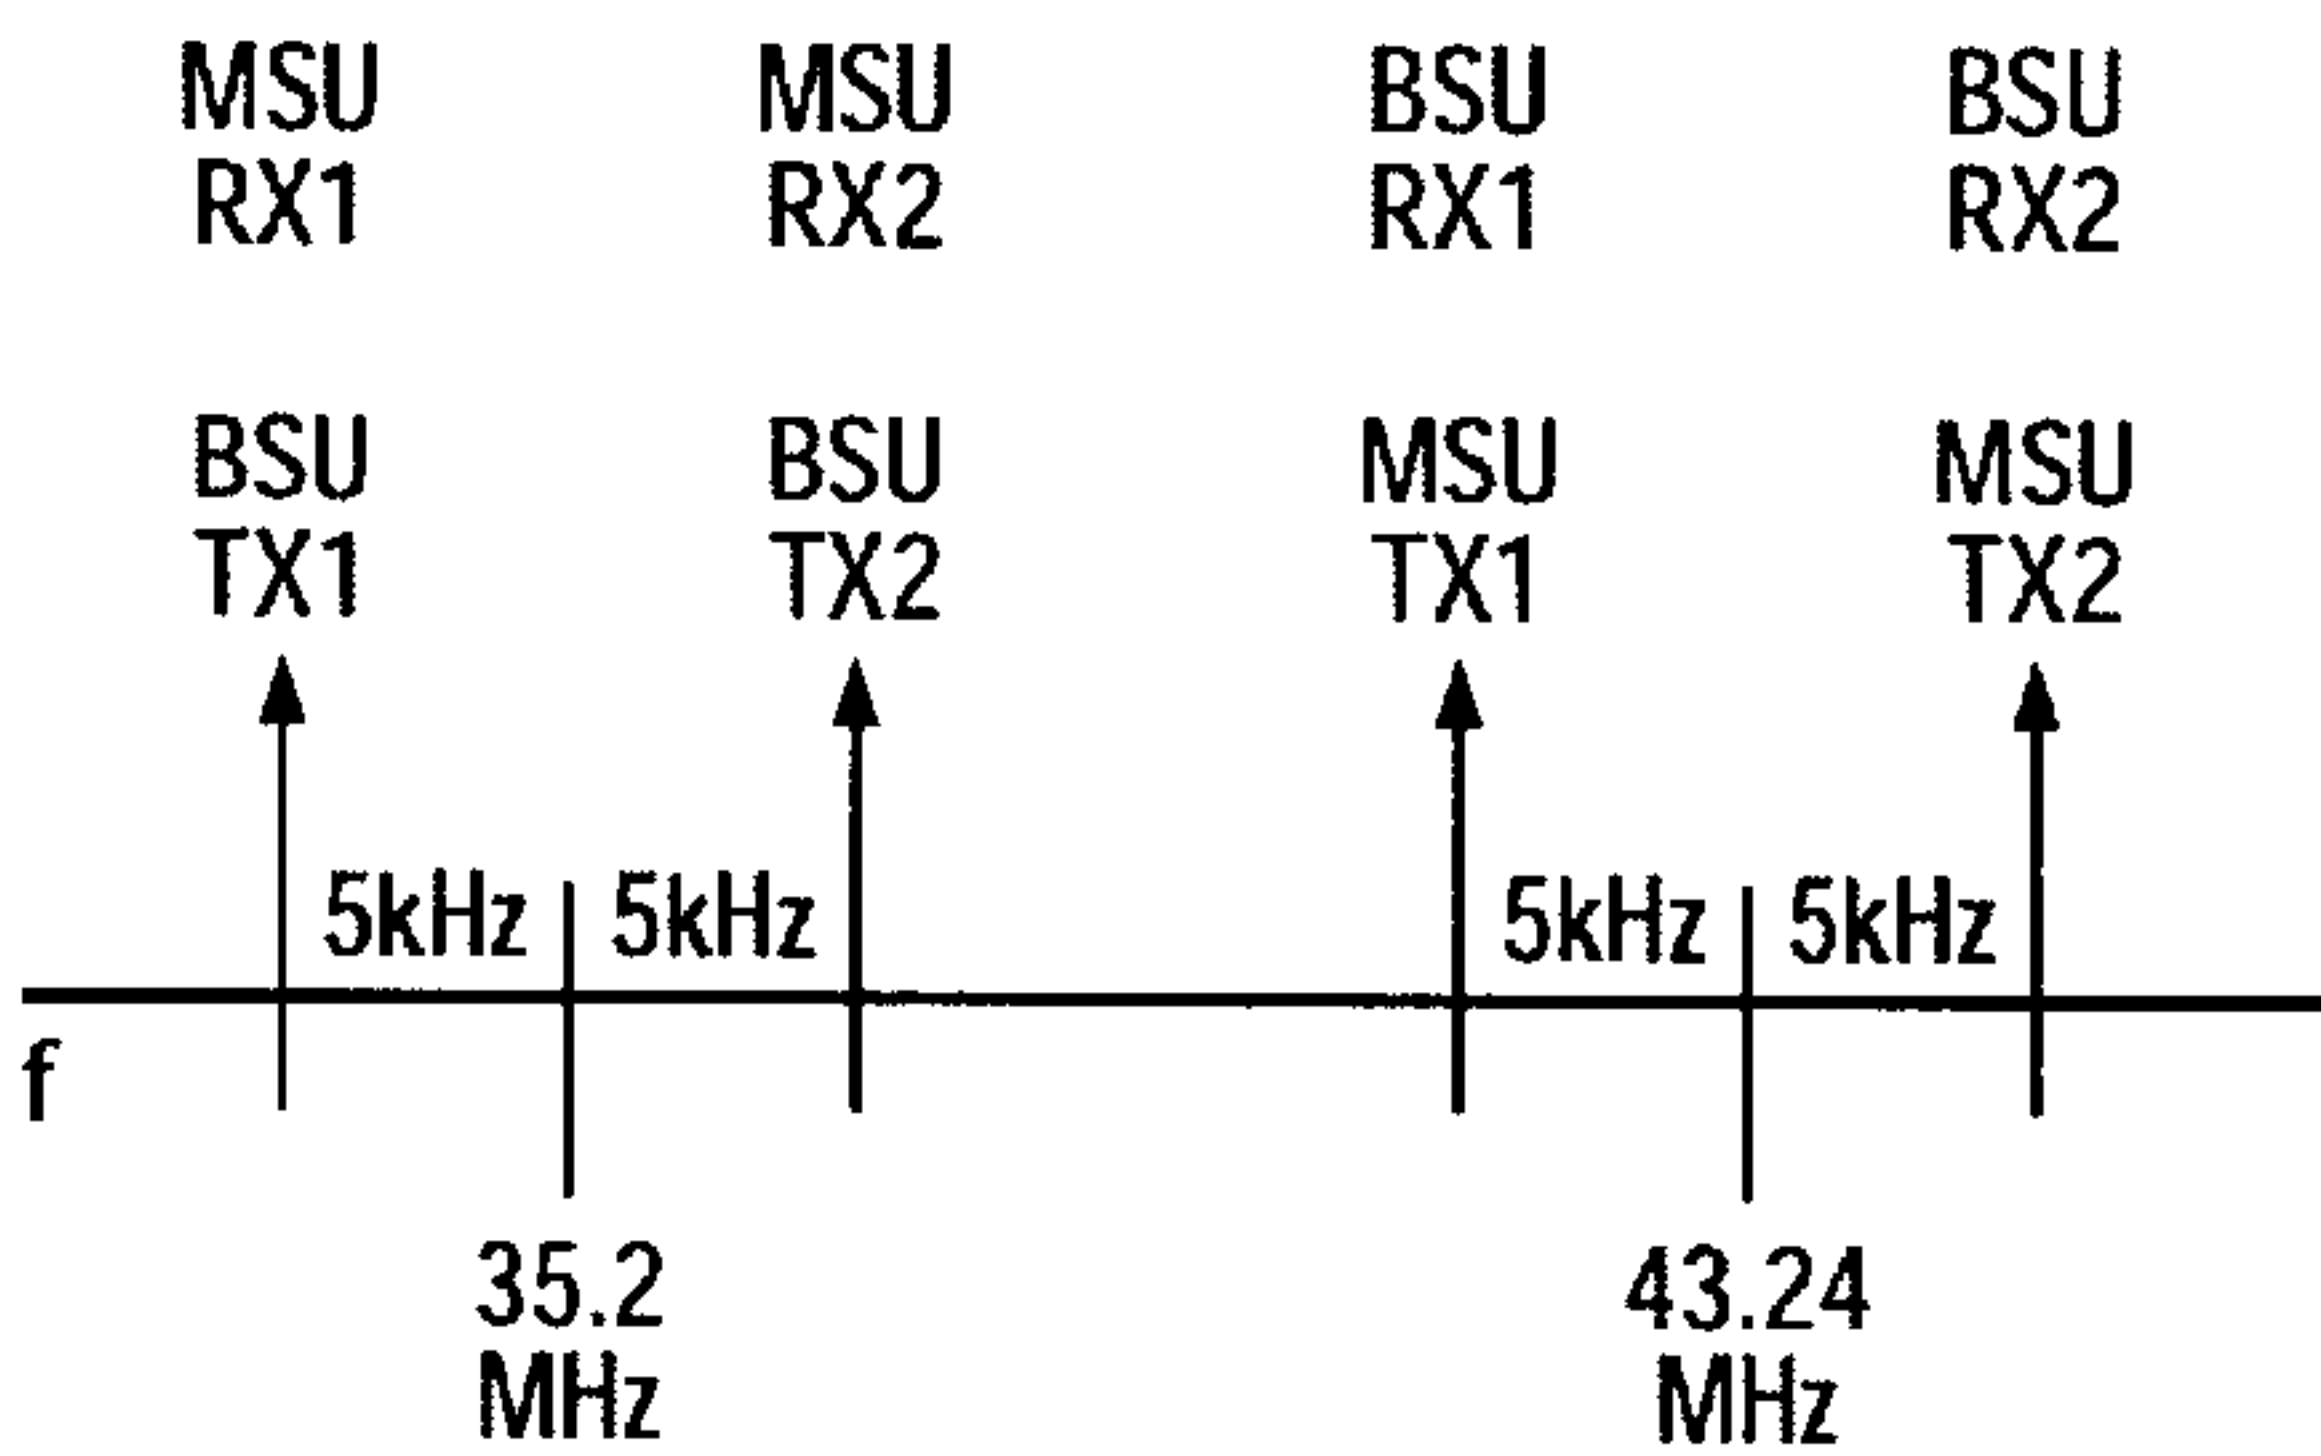 MSU MSU BSU BSU
RX1 RX2 RX1 RX2
BSU BSU MSU MSU
TX1 TX2 TX1 TX2
5kHz 5kHz 5kHz 5kHz
f
35.2 43.24
MHz MHz